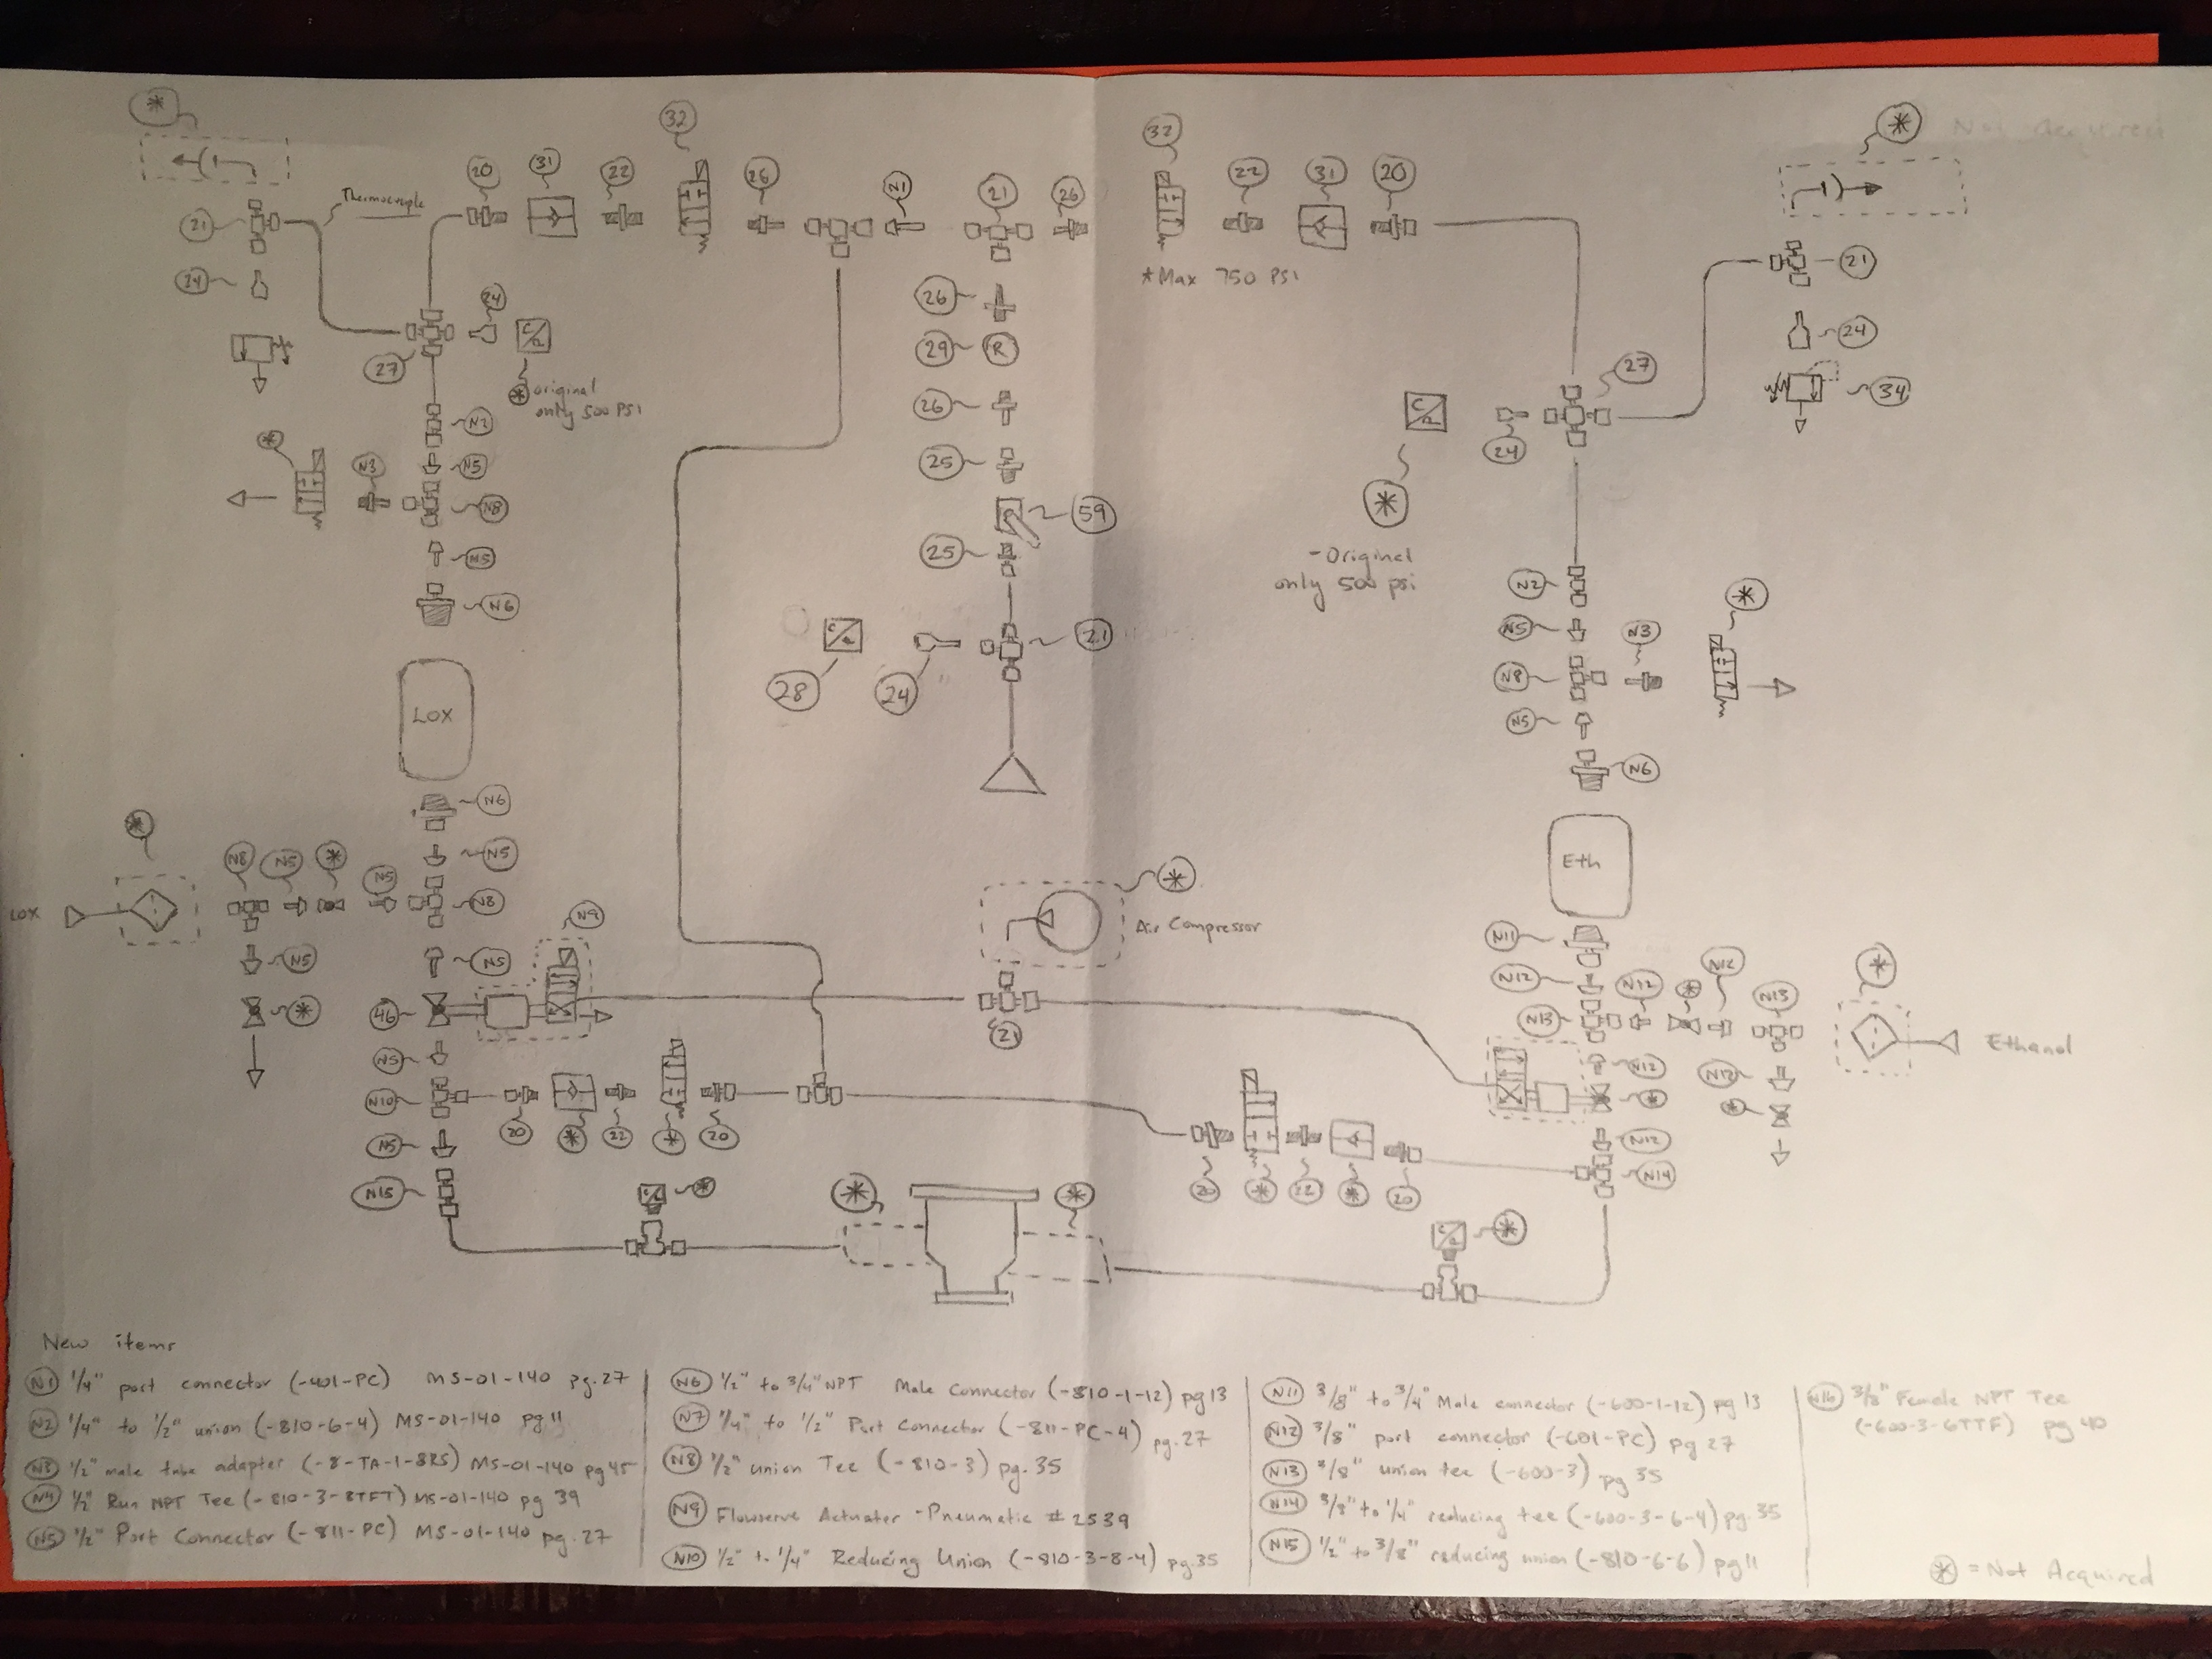 Not Acquired
32
32
20
31
22
26
N1
21
26
22
31
20
Thermocouple
21
24
21
*Max 750 PSI
24
C/P
27
original
only 500 PSI
26
29
R
26
25
59
25
27
24
34
C/P
24
-Original
only 500 psi
N2
N5
N3
N8
N5
N6
N2
N5
N3
N8
N5
N6
C/P
28
24
21
LOX
Eth
N6
N5
N8
N5
N5
N8
LOX
N5
N5
N9
46
N5
N10
N5
N15
20
22
20
Air Compressor
21
N11
N12
N12
N12
N13
N13
Ethanol
N12
N12
N12
N14
20
22
20
C/P
C/P
New items
N1 1/4" port connector (-401-PC) MS-01-140 pg.27
N2 1/4" to 1/2" union (-810-6-4) MS-01-140 pg 11
N3 1/2" male tube adapter (-8-TA-1-8RS) MS-01-140 pg 45
N4 1/2" Run NPT Tee (-810-3-8TFT) MS-01-140 pg 39
N5 1/2" Port Connector (-811-PC) MS-01-140 pg.27
N6 1/2" to 3/4" NPT Male Connector (-810-1-12) pg 13
N7 1/4" to 1/2" Port Connector (-811-PC-4) pg.27
N8 1/2" union Tee (-810-3) pg. 35
N9 Flowserve Actuater -Pneumatic # 2539
N10 1/2" to 1/4" Reducing Union (-810-3-8-4) pg.35
N11 3/8" to 3/4" Male connector (-600-1-12) pg 13
N12 3/8" port connector (-601-PC) pg 27
N13 3/8" union tee (-600-3) pg 35
N14 3/8" to 1/4" reducing tee (-600-3-6-4) pg.35
N15 1/2" to 3/8" reducing union (-810-6-6) pg 11
N16 3/8" Female NPT Tee
(-600-3-6TTF) pg 40
* = Not Acquired